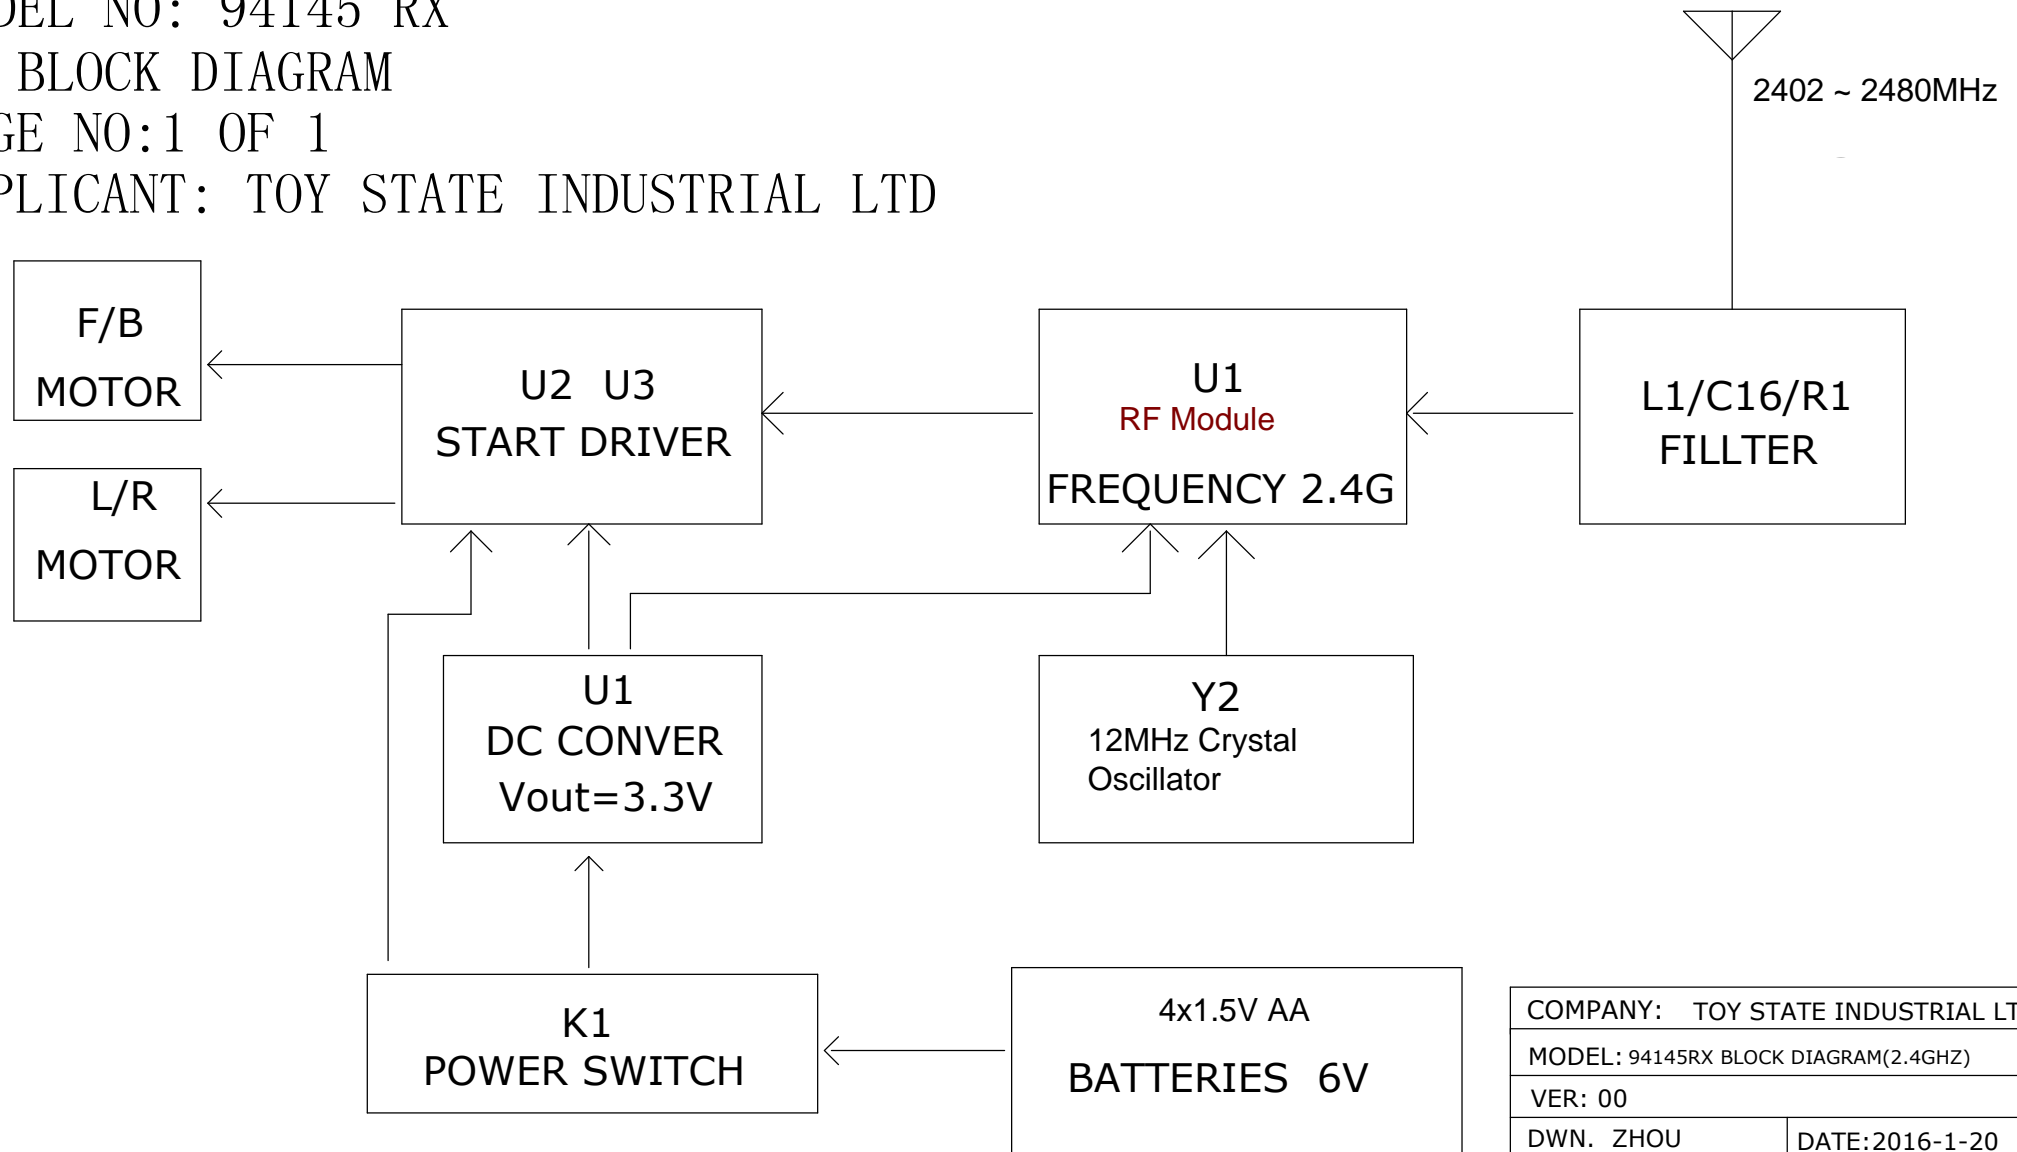 DEL NO: 94145 RX
BLOCK DIAGRAM
GE NO:1 OF 1
PLICANT: TOY STATE INDUSTRIAL LTD
2402 ~ 2480MHz
F/B
MOTOR
L/R
MOTOR
U2 U3
START DRIVER
U1
RF Module
FREQUENCY 2.4G
L1/C16/R1
FILLTER
U1
DC CONVER
Vout=3.3V
Y2
12MHz Crystal
Oscillator
K1
POWER SWITCH
4x1.5V AA
BATTERIES 6V
COMPANY: TOY STATE INDUSTRIAL LT
MODEL: 94145RX BLOCK DIAGRAM(2.4GHZ)
VER: 00
DWN. ZHOU
DATE:2016-1-20